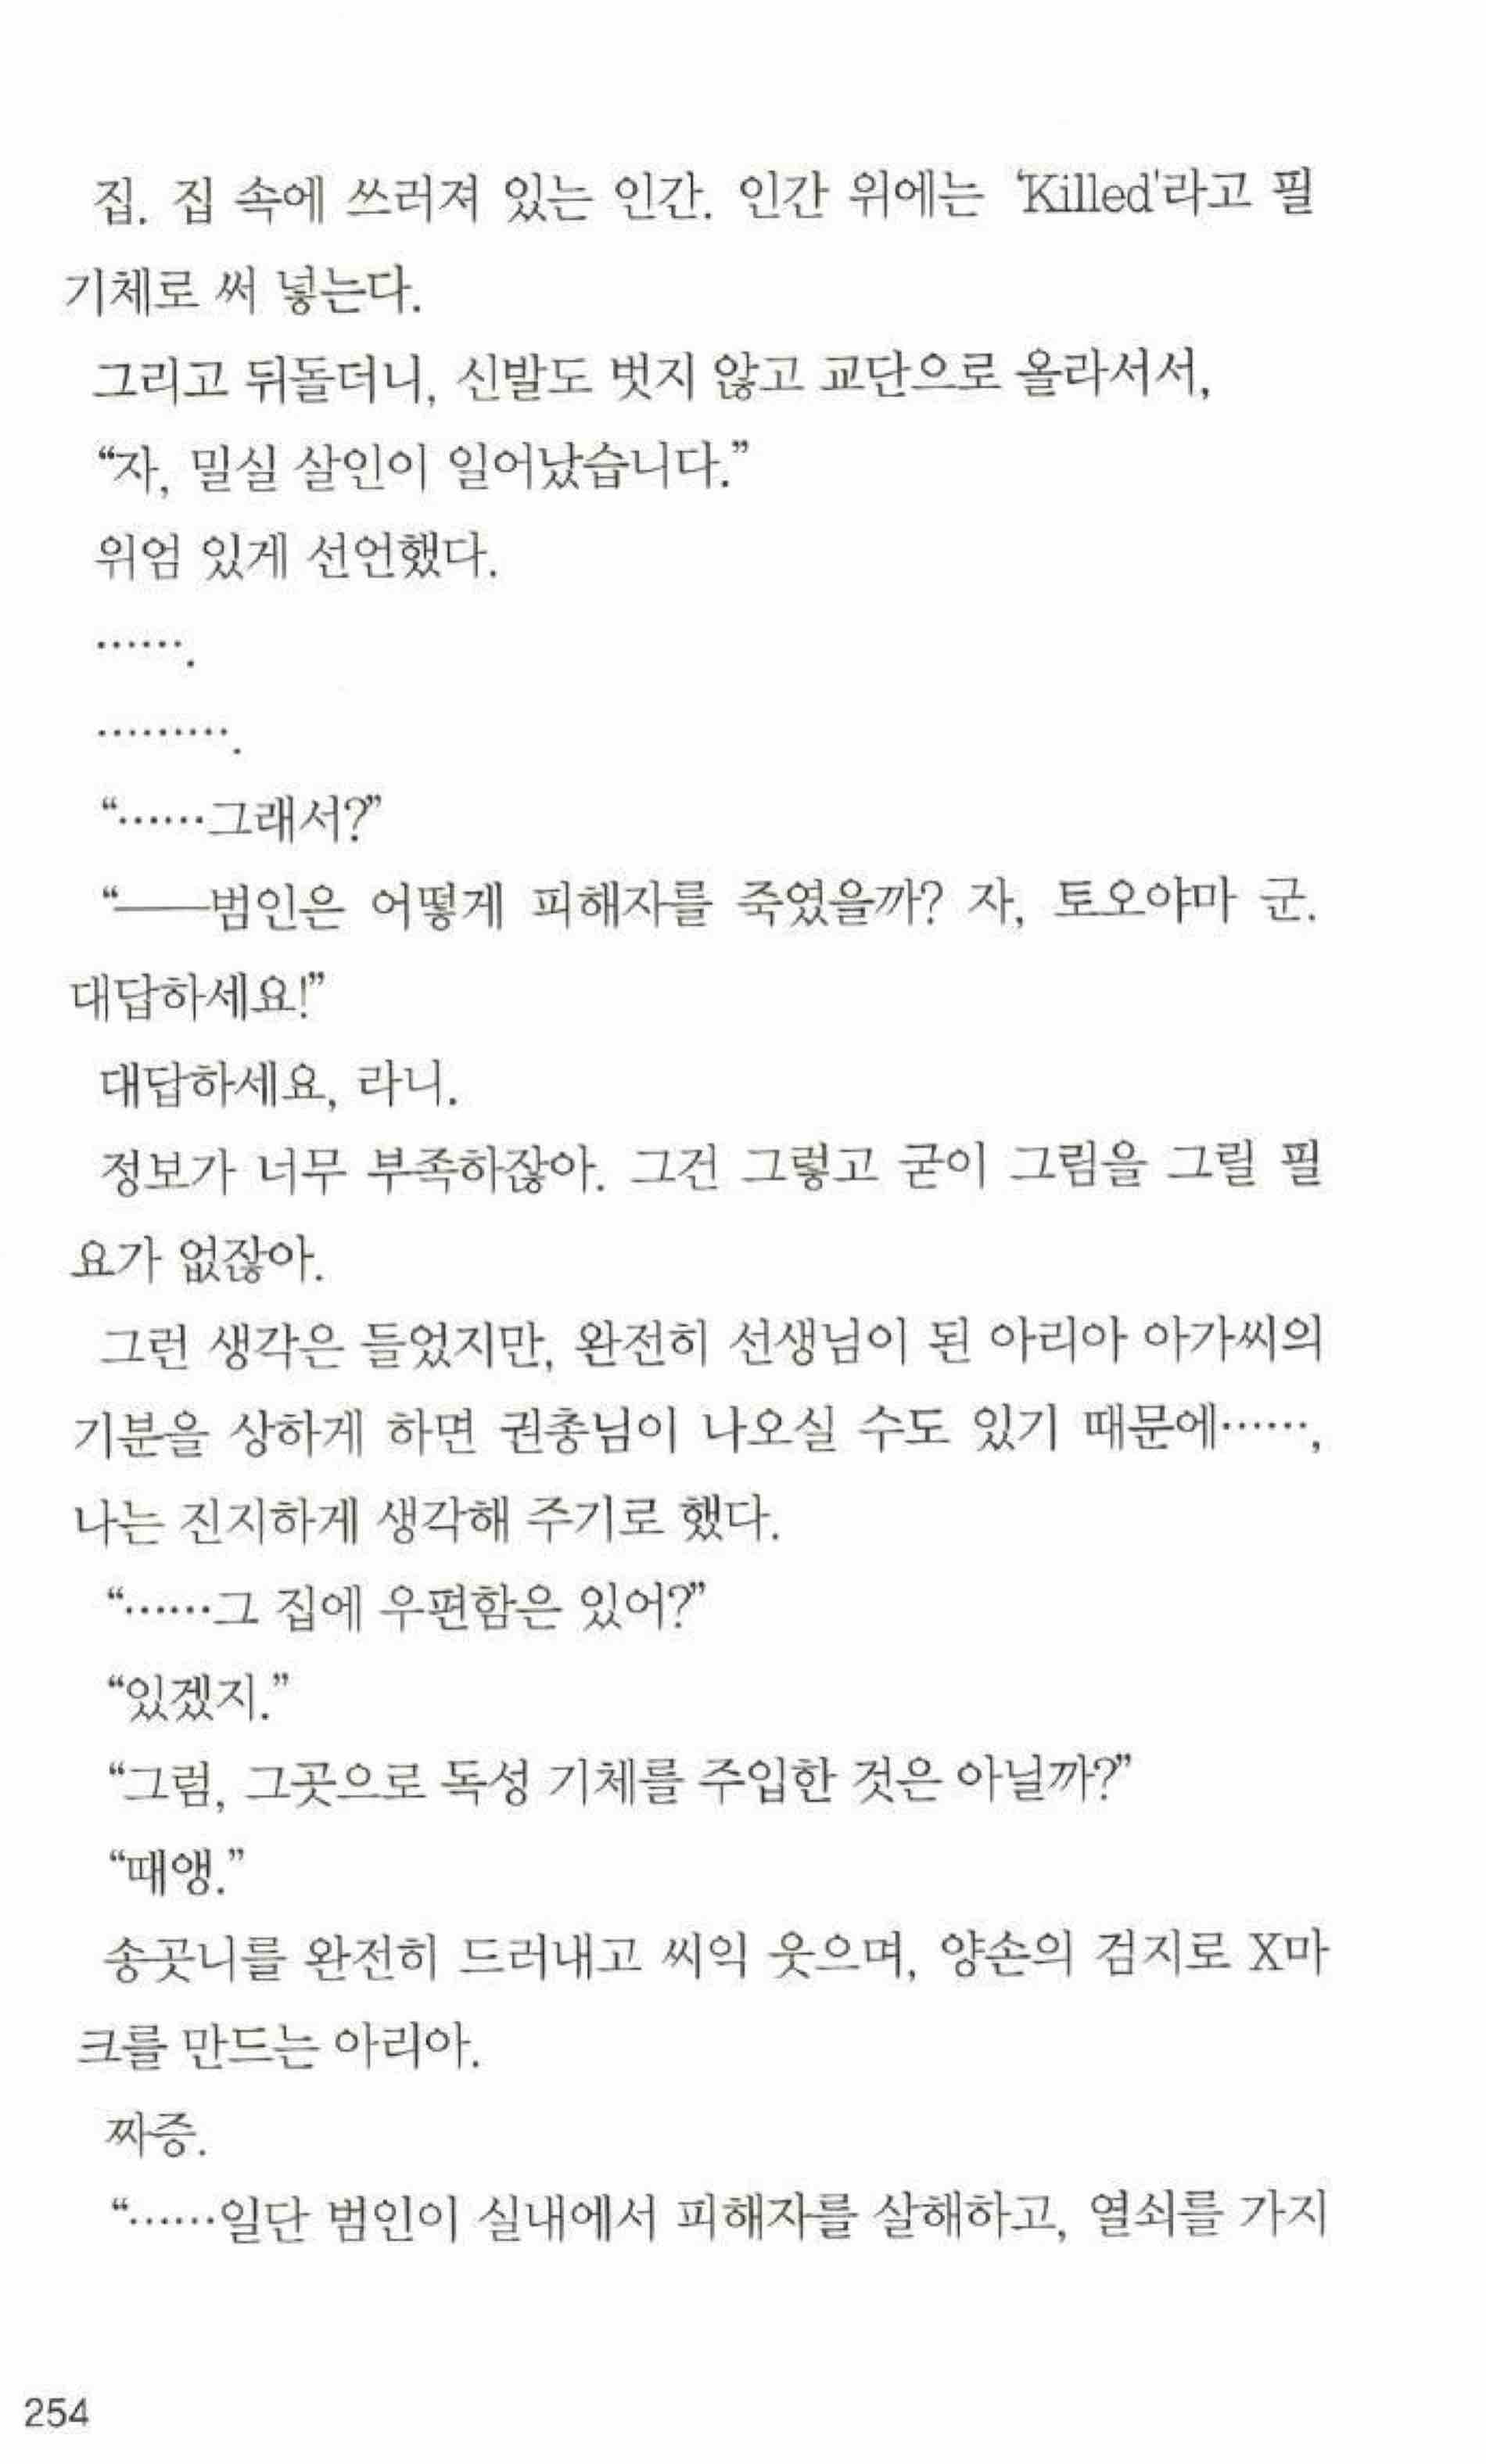 집. 집 속에 쓰러져 있는 인간. 인간 위에는 'Killed'라고 필
기체로 써 넣는다.
그리고 뒤돌더니, 신발도 벗지 않고 교단으로 올라서서,
“자, 밀실 살인이 일어났습니다.”
위엄 있게 선언했다.
…….
……….
“……그래서?”
“──범인은 어떻게 피해자를 죽였을까? 자, 토오야마 군.
대답하세요!”
대답하세요, 라니.
정보가 너무 부족하잖아. 그건 그렇고 굳이 그림을 그릴 필
요가 없잖아.
그런 생각은 들었지만, 완전히 선생님이 된 아리아 아가씨의
기분을 상하게 하면 권총님이 나오실 수도 있기 때문에……,
나는 진지하게 생각해 주기로 했다.
“……그 집에 우편함은 있어?”
“있겠지.”
“그럼, 그곳으로 독성 기체를 주입한 것은 아닐까?”
“때앵.”
송곳니를 완전히 드러내고 씨익 웃으며, 양손의 검지로 X마
크를 만드는 아리아.
짜증.
“……일단 범인이 실내에서 피해자를 살해하고, 열쇠를 가지
254